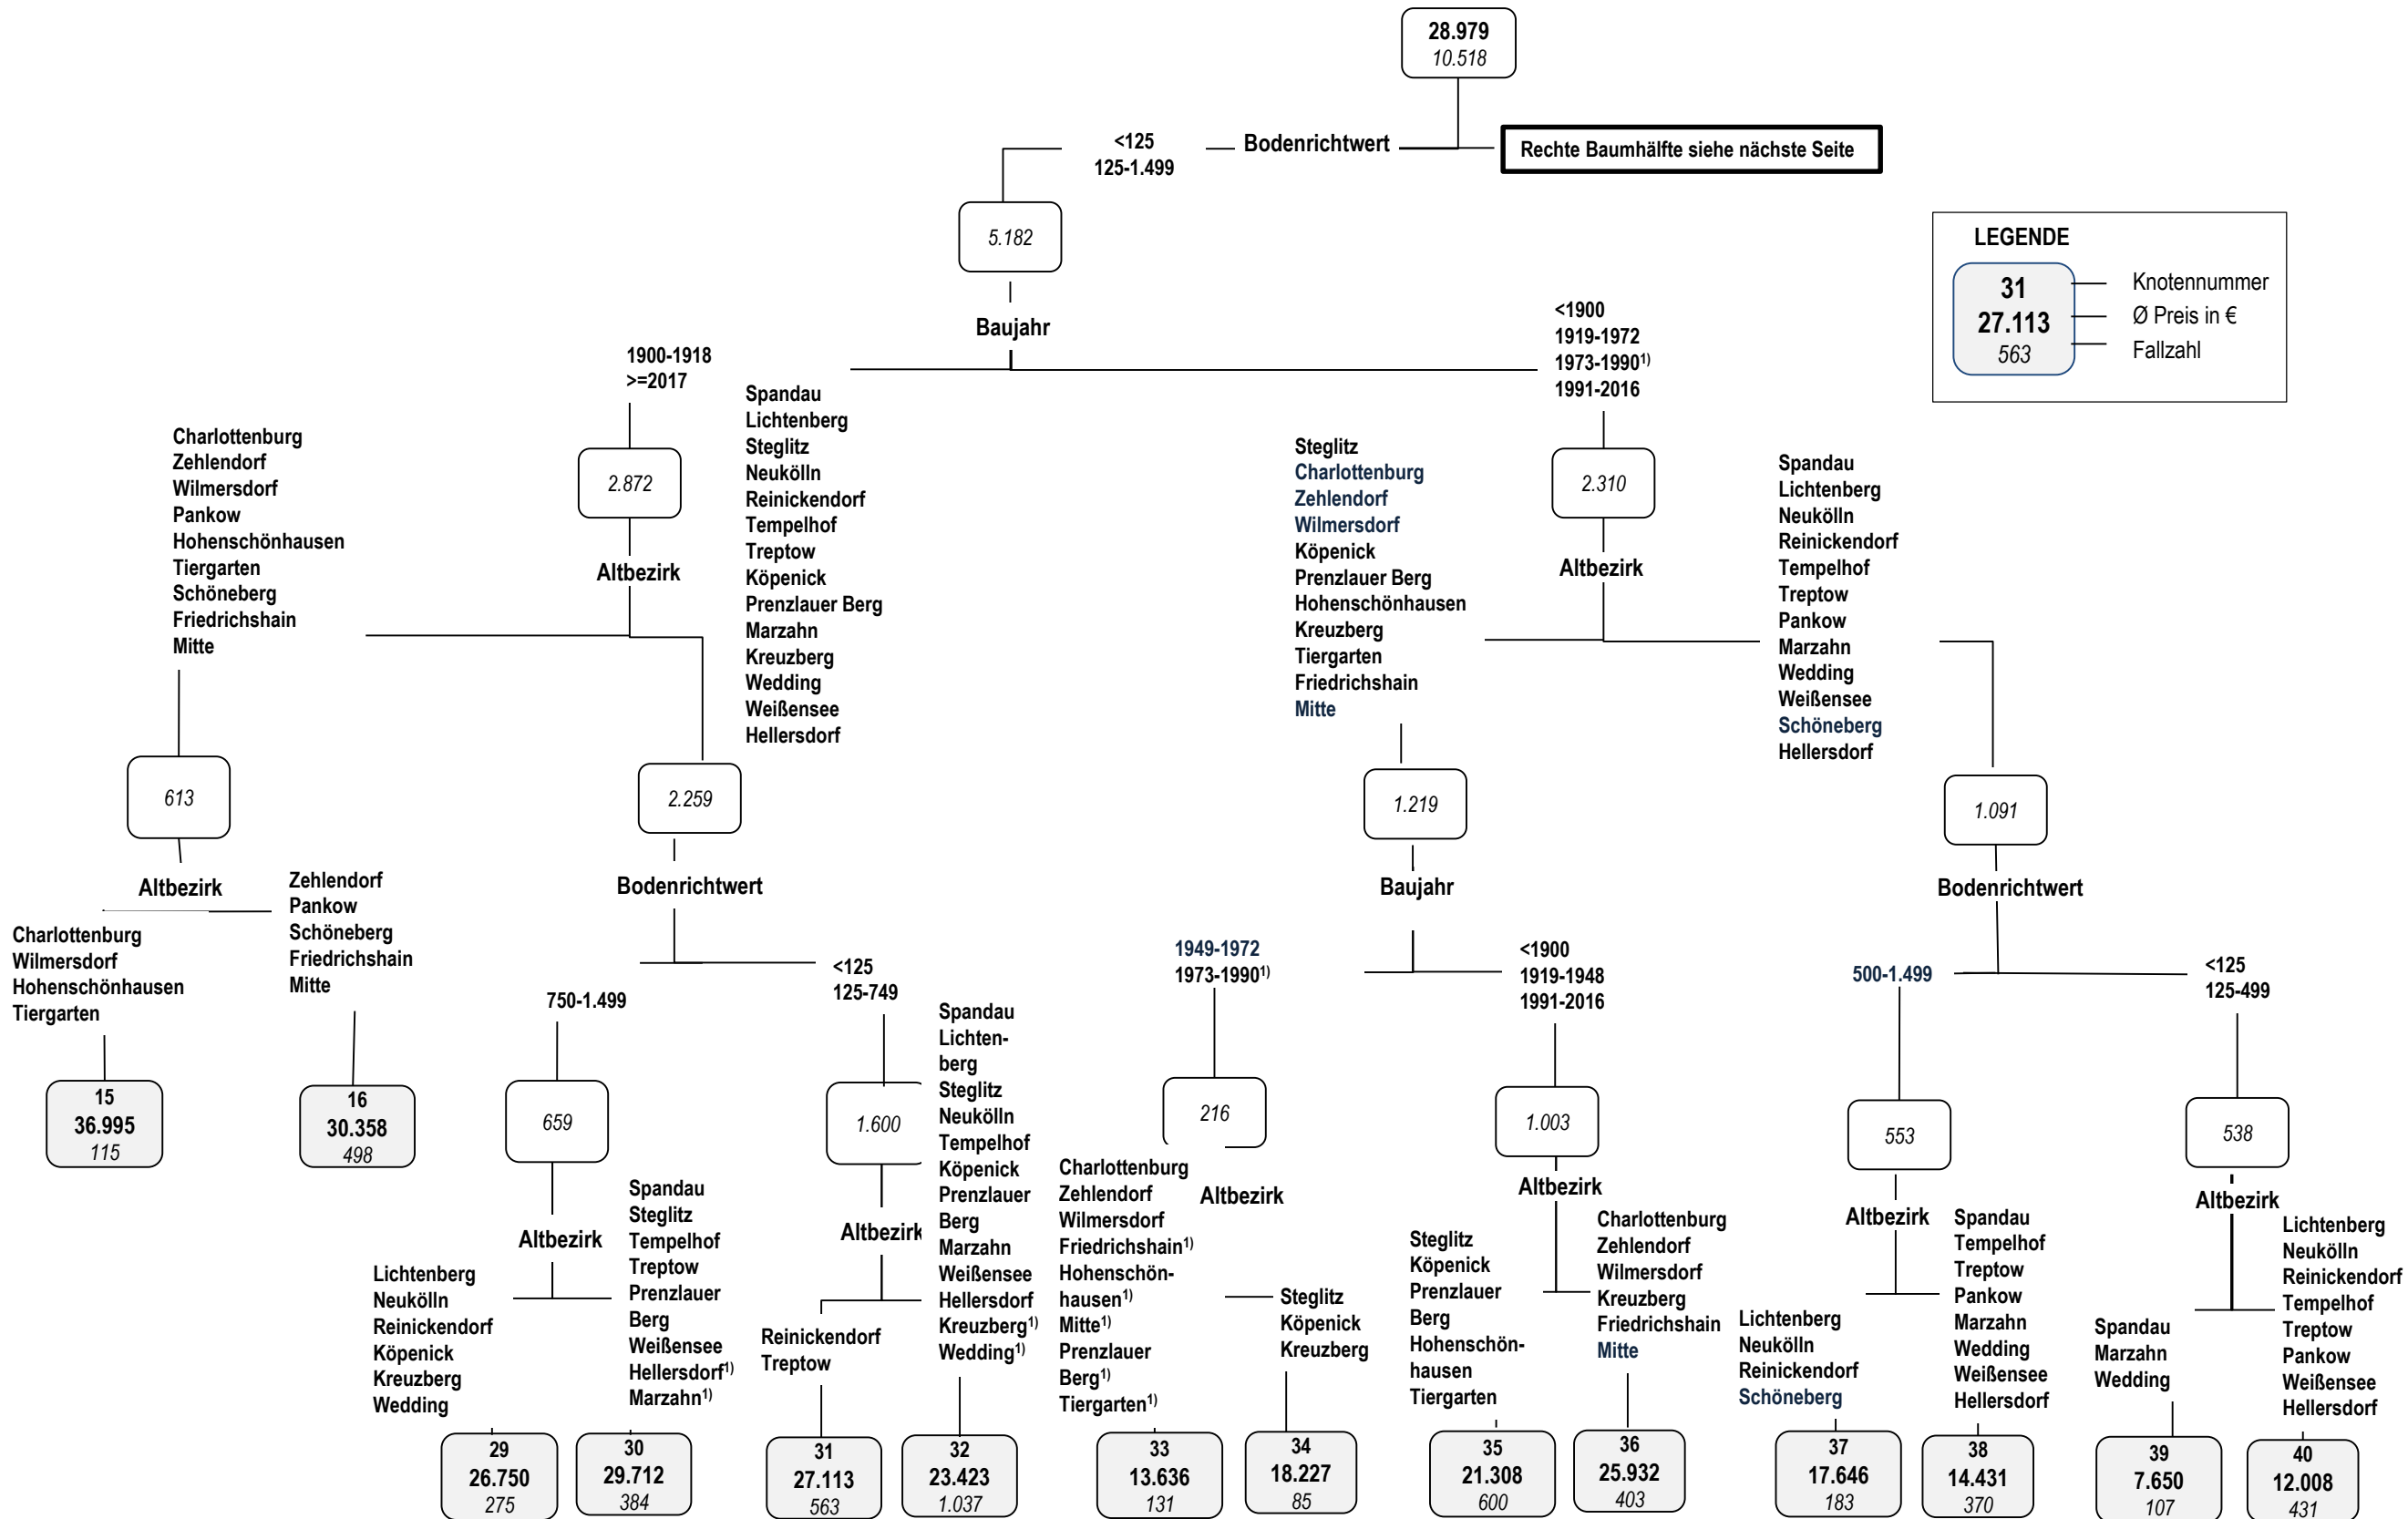 28.979
10.518
<125
125-1.499
Bodenrichtwert
Rechte Baumhälfte siehe nächste Seite
5.182
LEGENDE
31
27.113
563
Knotennummer
Ø Preis in €
Fallzahl
Baujahr
1900-1918
>=2017
<1900
1919-1972
1973-1990¹⁾
1991-2016
Charlottenburg
Zehlendorf
Wilmersdorf
Pankow
Hohenschönhausen
Tiergarten
Schöneberg
Friedrichshain
Mitte
2.872
Altbezirk
Spandau
Lichtenberg
Steglitz
Neukölln
Reinickendorf
Tempelhof
Treptow
Köpenick
Prenzlauer Berg
Marzahn
Kreuzberg
Wedding
Weißensee
Hellersdorf
Steglitz
Charlottenburg
Zehlendorf
Wilmersdorf
Köpenick
Prenzlauer Berg
Hohenschönhausen
Kreuzberg
Tiergarten
Friedrichshain
Mitte
2.310
Altbezirk
Spandau
Lichtenberg
Neukölln
Reinickendorf
Tempelhof
Treptow
Pankow
Marzahn
Wedding
Weißensee
Schöneberg
Hellersdorf
613
2.259
1.219
1.091
Altbezirk
Charlottenburg
Wilmersdorf
Hohenschönhausen
Tiergarten
Zehlendorf
Pankow
Schöneberg
Friedrichshain
Mitte
Bodenrichtwert
750-1.499
<125
125-749
Baujahr
1949-1972
1973-1990¹⁾
<1900
1919-1948
1991-2016
Bodenrichtwert
500-1.499
<125
125-499
15
36.995
115
16
30.358
498
659
Altbezirk
Lichtenberg
Neukölln
Reinickendorf
Köpenick
Kreuzberg
Wedding
Spandau
Steglitz
Tempelhof
Treptow
Prenzlauer
Berg
Weißensee
Hellersdorf¹⁾
Marzahn¹⁾
1.600
Altbezirk
Reinickendorf
Treptow
Spandau
Lichten-
berg
Steglitz
Neukölln
Tempelhof
Köpenick
Prenzlauer
Berg
Marzahn
Weißensee
Hellersdorf
Kreuzberg¹⁾
Wedding¹⁾
216
Altbezirk
Charlottenburg
Zehlendorf
Wilmersdorf
Friedrichshain¹⁾
Hohenschön-
hausen¹⁾
Mitte¹⁾
Prenzlauer
Berg¹⁾
Tiergarten¹⁾
Steglitz
Köpenick
Kreuzberg
1.003
Altbezirk
Steglitz
Köpenick
Prenzlauer
Berg
Hohenschön-
hausen
Tiergarten
Charlottenburg
Zehlendorf
Wilmersdorf
Kreuzberg
Friedrichshain
Mitte
553
Altbezirk
Lichtenberg
Neukölln
Reinickendorf
Schöneberg
Spandau
Tempelhof
Treptow
Pankow
Marzahn
Wedding
Weißensee
Hellersdorf
538
Altbezirk
Spandau
Marzahn
Wedding
Lichtenberg
Neukölln
Reinickendorf
Tempelhof
Treptow
Pankow
Weißensee
Hellersdorf
29
26.750
275
30
29.712
384
31
27.113
563
32
23.423
1.037
33
13.636
131
34
18.227
85
35
21.308
600
36
25.932
403
37
17.646
183
38
14.431
370
39
7.650
107
40
12.008
431